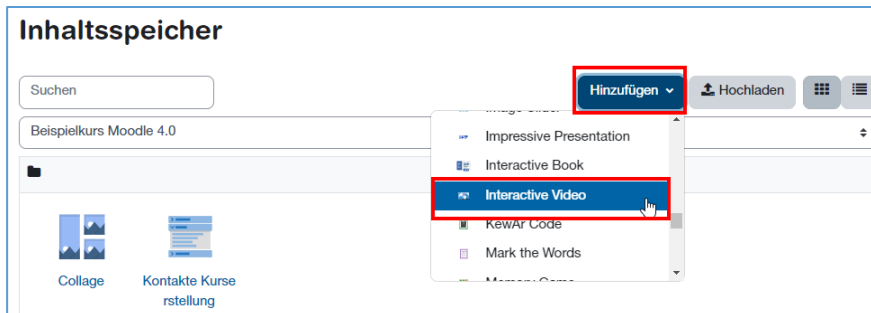 Inhaltsspeicher
Suchen
Hinzufügen
Hochladen
Beispielkurs Moodle 4.0
Impressive Presentation
Interactive Book
Interactive Video
KewAr Code
Mark the Words
Collage
Kontakte Kurse
rstellung